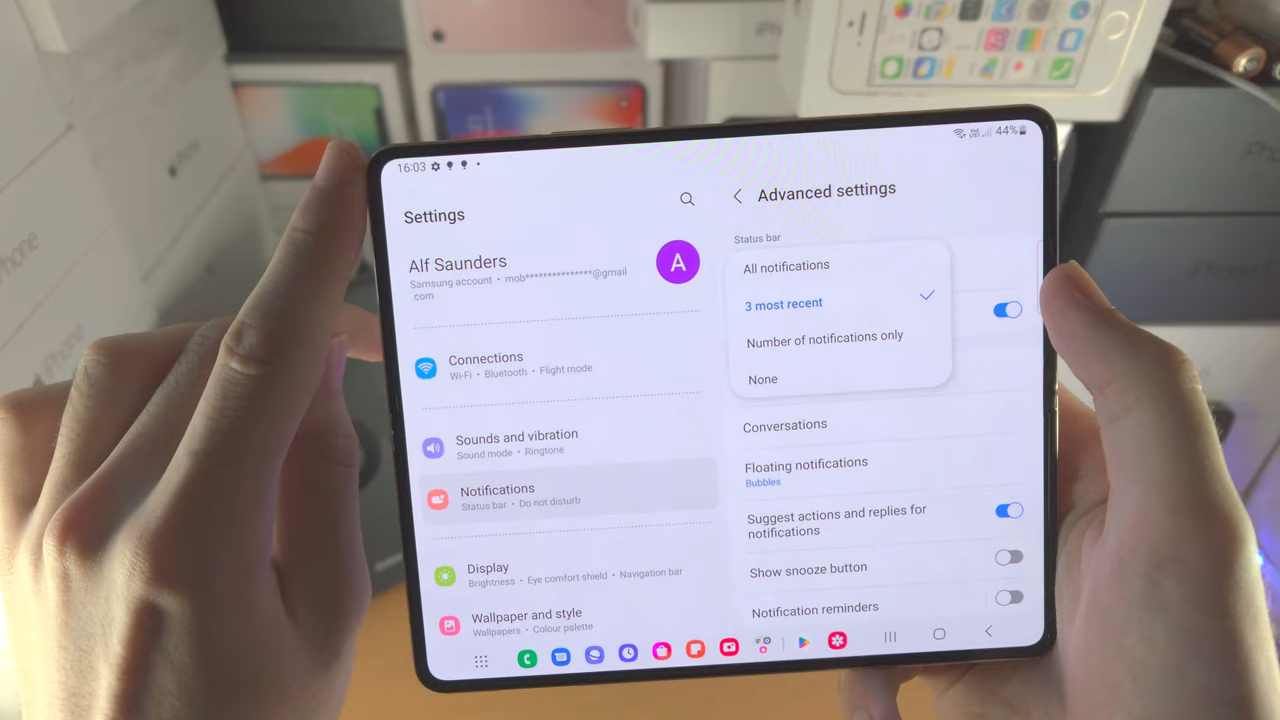 16:03
44%
Settings
Alf Saunders
Samsung account • mob***************@gmail
.com
A
Connections
Wi-Fi • Bluetooth • Flight mode
Sounds and vibration
Sound mode • Ringtone
Notifications
Status bar • Do not disturb
Display
Brightness • Eye comfort shield • Navigation bar
Wallpaper and style
Wallpapers • Colour palette
Advanced settings
Status bar
All notifications
3 most recent
Number of notifications only
None
Conversations
Floating notifications
Bubbles
Suggest actions and replies for
notifications
Show snooze button
Notification reminders